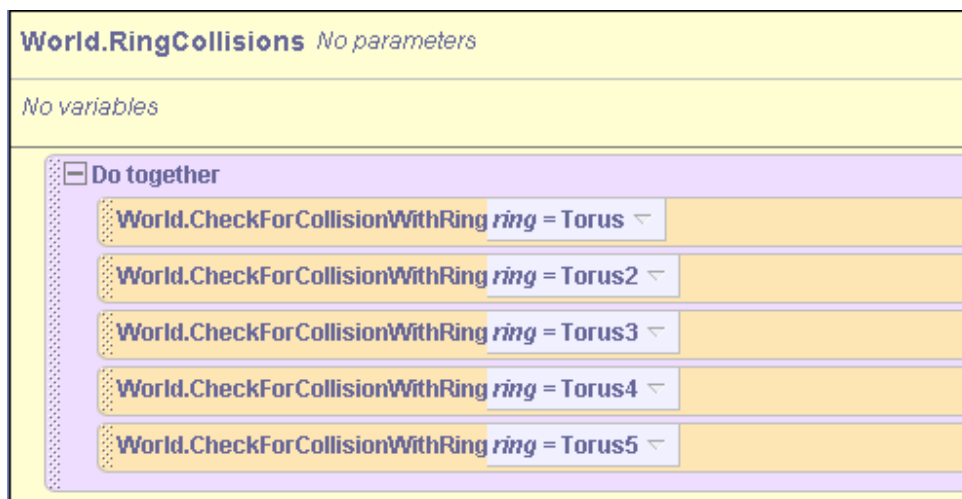 World.RingCollisions No parameters
No variables
Do together
World.CheckForCollisionWithRing ring = Torus
World.CheckForCollisionWithRing ring = Torus2
World.CheckForCollisionWithRing ring = Torus3
World.CheckForCollisionWithRing ring = Torus4
World.CheckForCollisionWithRing ring = Torus5